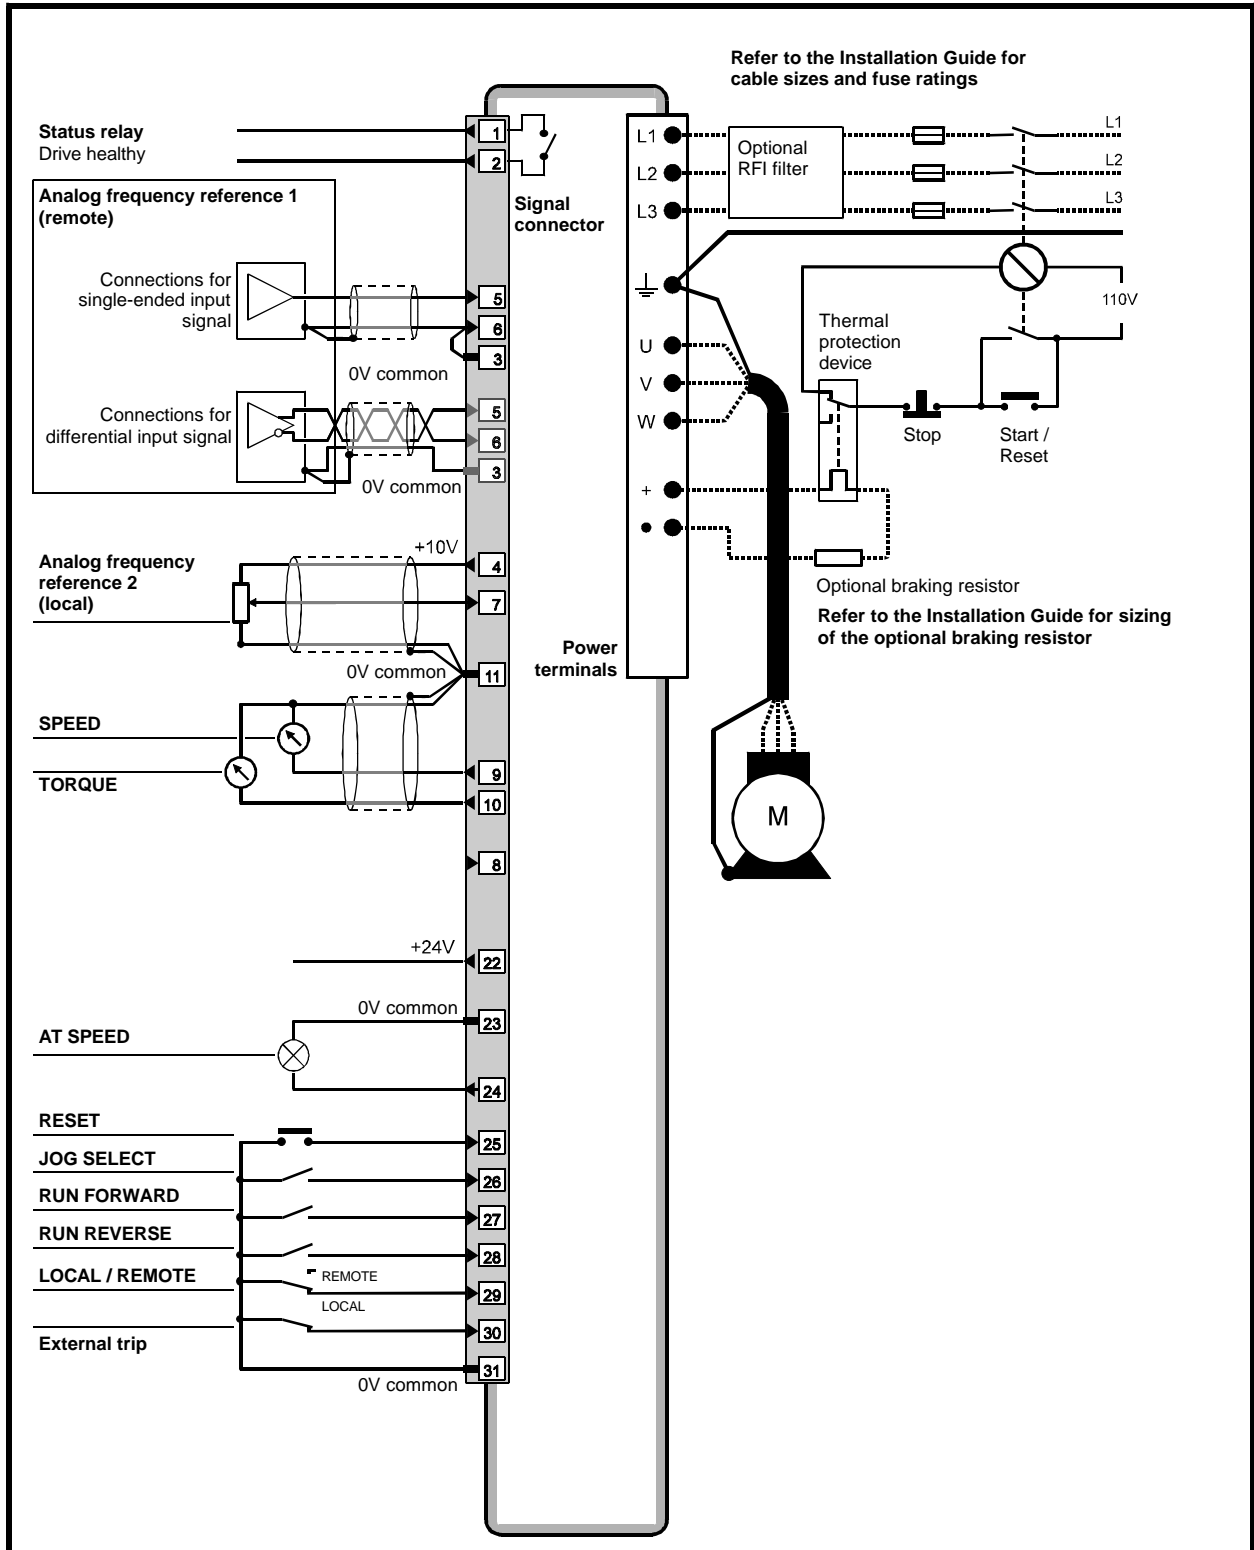 Refer to the Installation Guide for
cable sizes and fuse ratings
Status relay
Drive healthy
1
2
Signal
connector
L1
L2
L3
Optional
RFI filter
L1
L2
L3
Analog frequency reference 1
(remote)
Connections for
single-ended input
signal
5
6
3
0V common
Connections for
differential input signal
5
6
3
0V common
110V
Thermal
protection
device
Stop
Start /
Reset
U
V
W
+
Optional braking resistor
Refer to the Installation Guide for sizing
of the optional braking resistor
Analog frequency
reference 2
(local)
+10V
4
7
0V common
11
Power
terminals
SPEED
TORQUE
9
10
8
M
+24V
22
0V common
23
AT SPEED
24
RESET
25
JOG SELECT
26
RUN FORWARD
27
RUN REVERSE
28
LOCAL / REMOTE
REMOTE
29
LOCAL
30
External trip
31
0V common